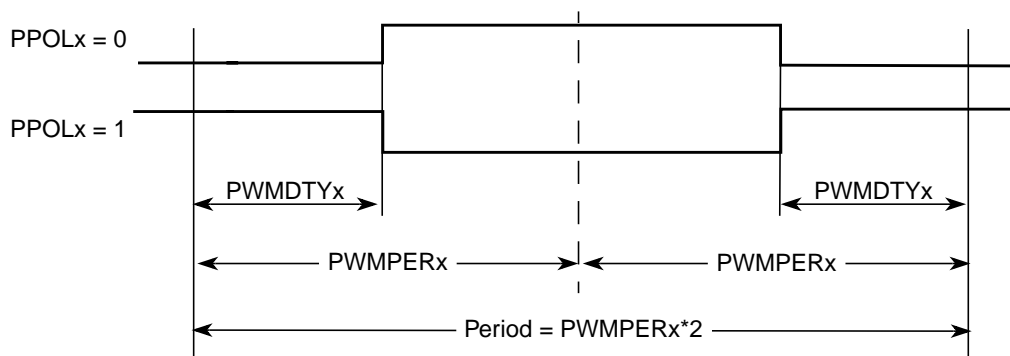 PPOLx = 0
PPOLx = 1
PWMDTYx PWMDTYx
PWMPERx PWMPERx
Period = PWMPERx*2